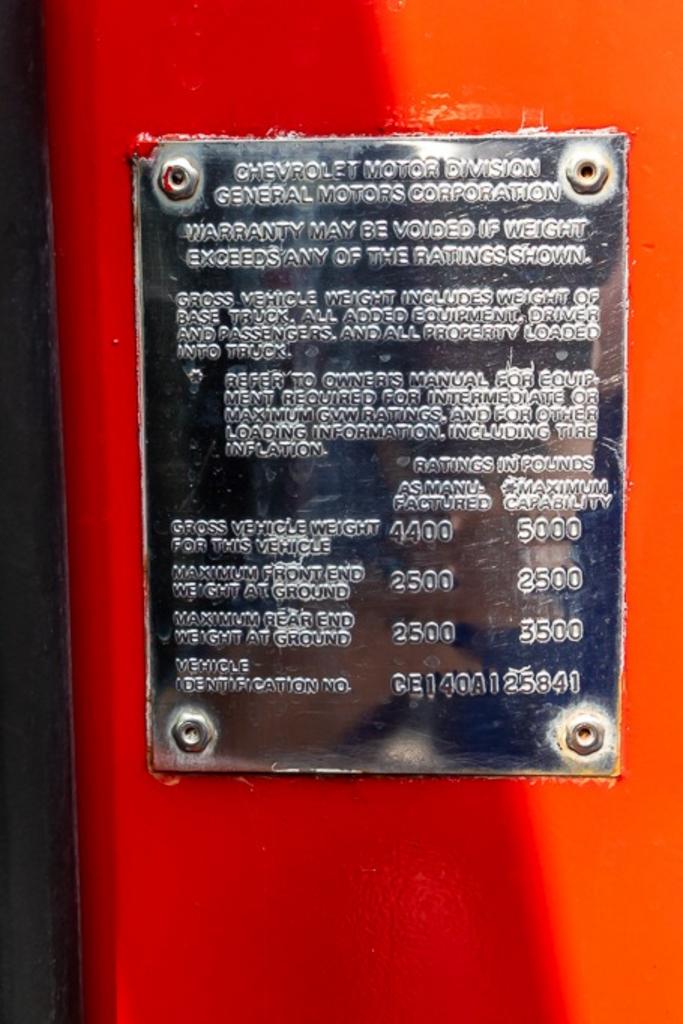 CHEVROLET MOTOR DIVISION
GENERAL MOTORS CORPORATION
WARRANTY MAY BE VOIDED IF WEIGHT
EXCEEDS ANY OF THE RATINGS SHOWN.
GROSS VEHICLE WEIGHT INCLUDES WEIGHT OF
BASE TRUCK, ALL ADDED EQUIPMENT, DRIVER
AND PASSENGERS, AND ALL PROPERTY LOADED
INTO TRUCK.
* REFER TO OWNER'S MANUAL FOR EQUIP-
MENT REQUIRED FOR INTERMEDIATE OR
MAXIMUM GVW RATINGS, AND FOR OTHER
LOADING INFORMATION, INCLUDING TIRE
INFLATION.
RATINGS IN POUNDS
AS MANU- *MAXIMUM
FACTURED CAPABILITY
GROSS VEHICLE WEIGHT 4400 5000
FOR THIS VEHICLE
MAXIMUM FRONT END 2500 2500
WEIGHT AT GROUND
MAXIMUM REAR END 2500 3500
WEIGHT AT GROUND
VEHICLE
IDENTIFICATION NO. CE140A125841